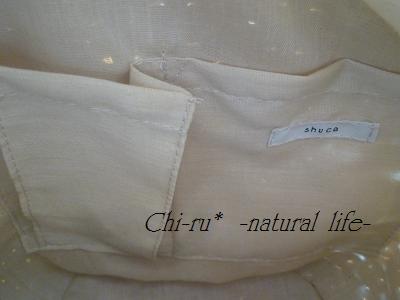 shuca
Chi-ru* -natural life-